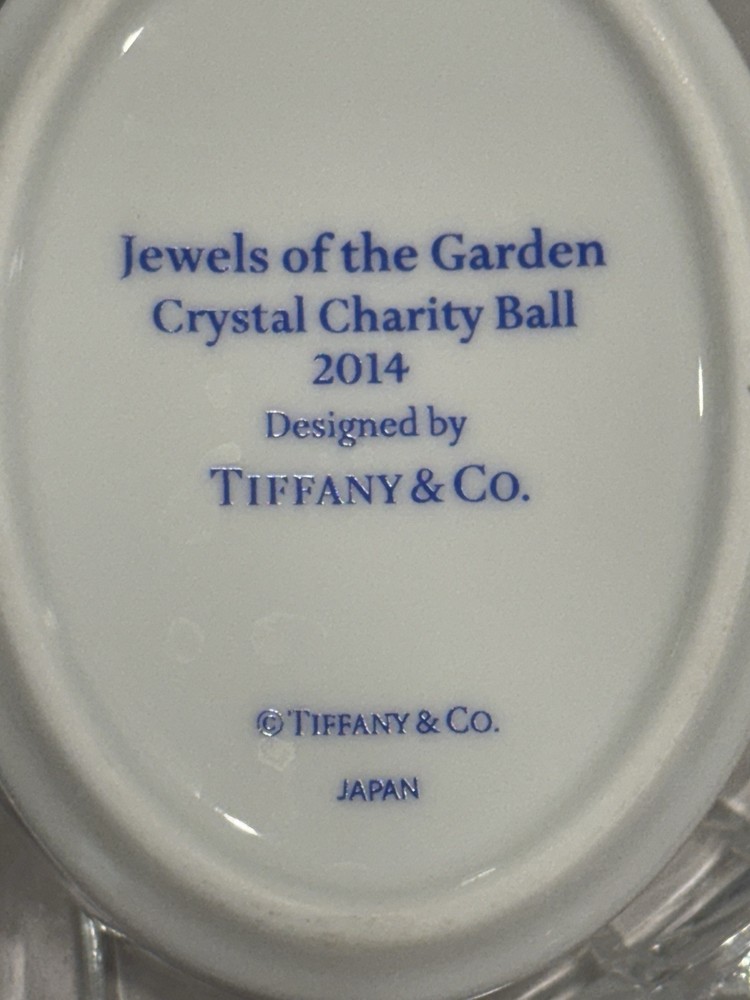 Jewels of the Garden
Crystal Charity Ball
2014
Designed by
TIFFANY & CO.
© TIFFANY & CO.
JAPAN